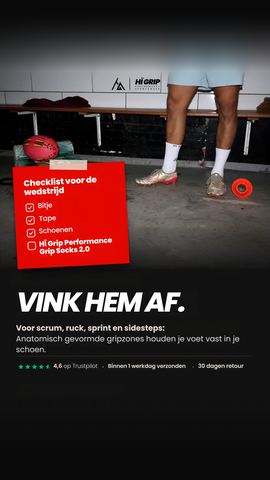 HI GRIP
Checklist voor de
wedstrijd
Bitje
Tape
Schoenen
Hi Grip Performance
Grip Socks 2.0
VINK HEM AF.
Voor scrum, ruck, sprint en sidesteps:
Anatomisch gevormde gripzones houden je voet vast in je
schoen.
4,6 op Trustpilot • Binnen 1 werkdag verzonden • 30 dagen retour